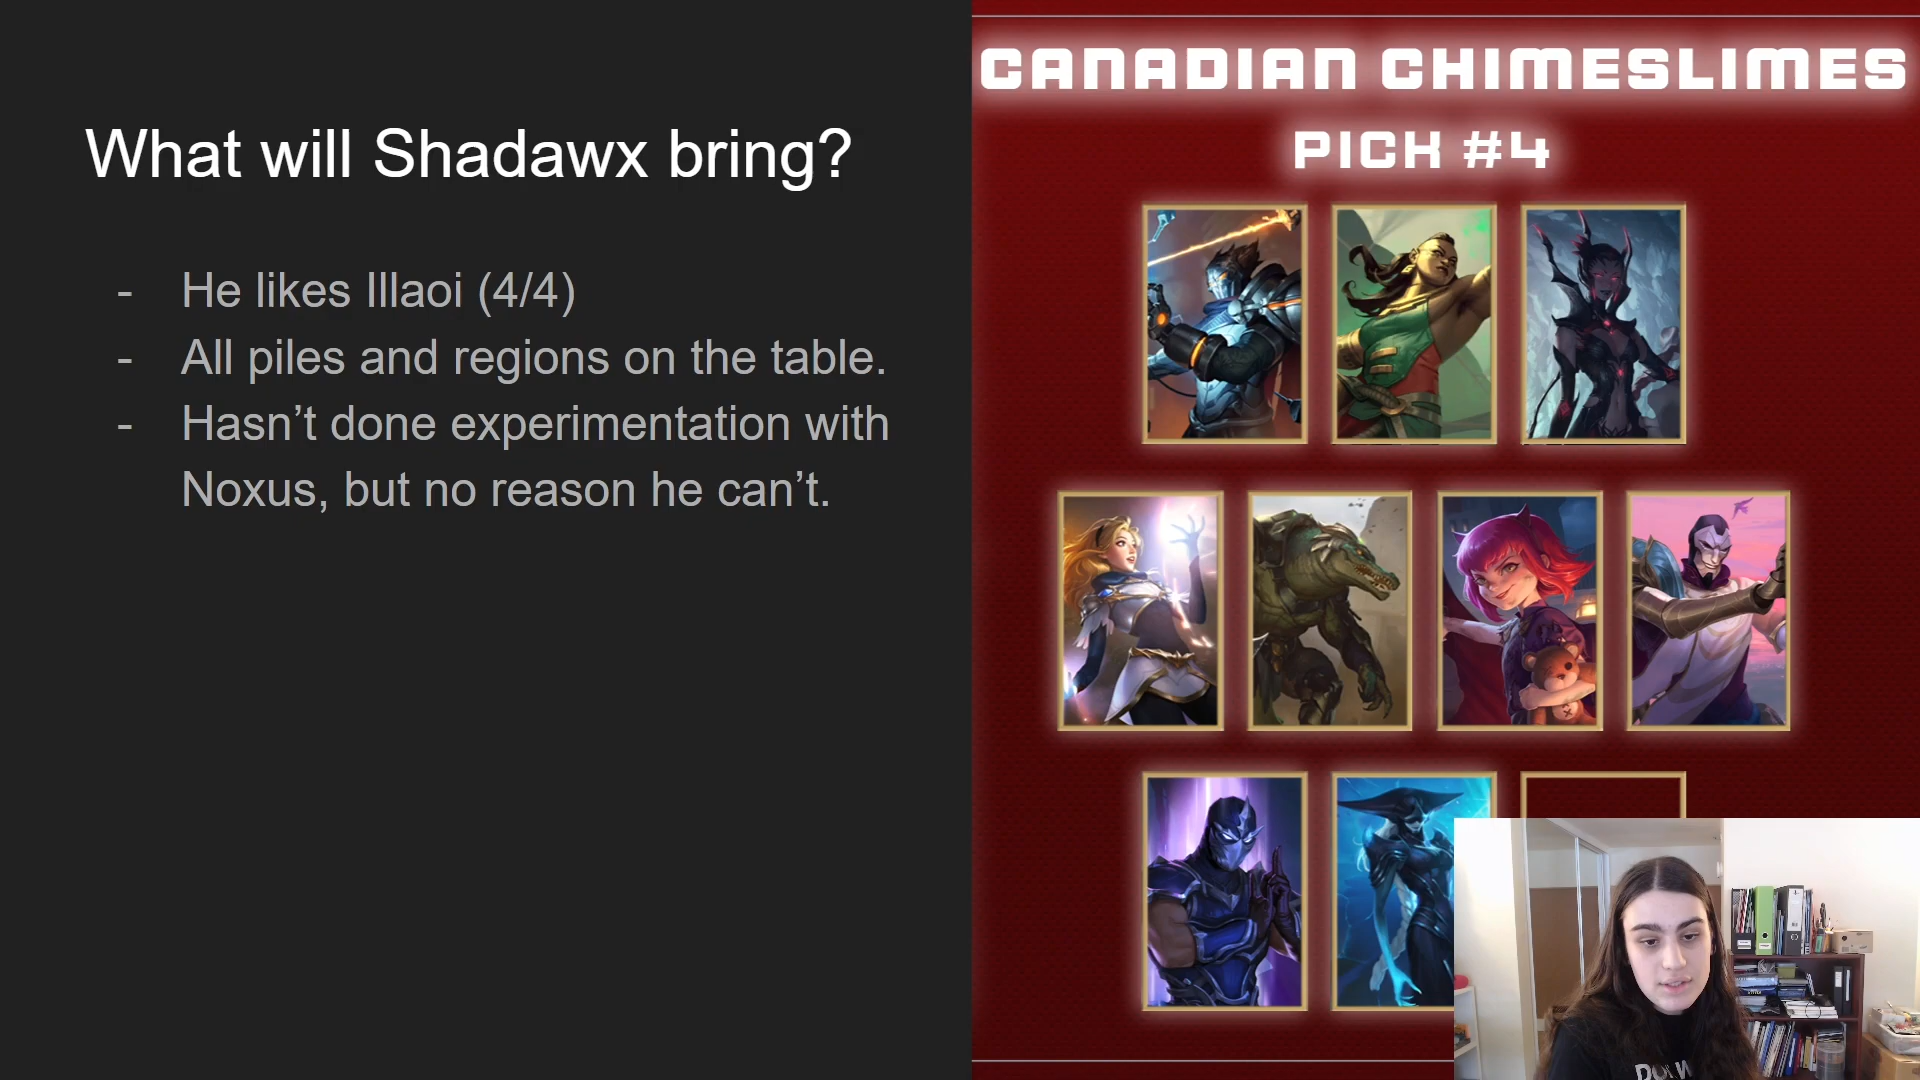 What will Shadawx bring?
- He likes Illaoi (4/4)
- All piles and regions on the table.
- Hasn't done experimentation with
Noxus, but no reason he can't.
CANADIAN CHIMESLIMES
PICK #4